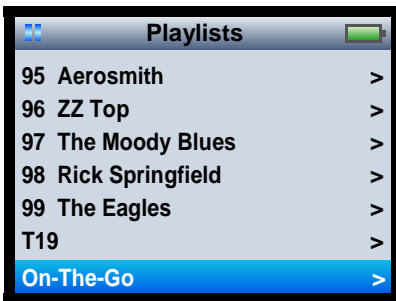 Playlists
95 Aerosmith >
96 ZZ Top >
97 The Moody Blues >
98 Rick Springfield >
99 The Eagles >
T19 >
On-The-Go >